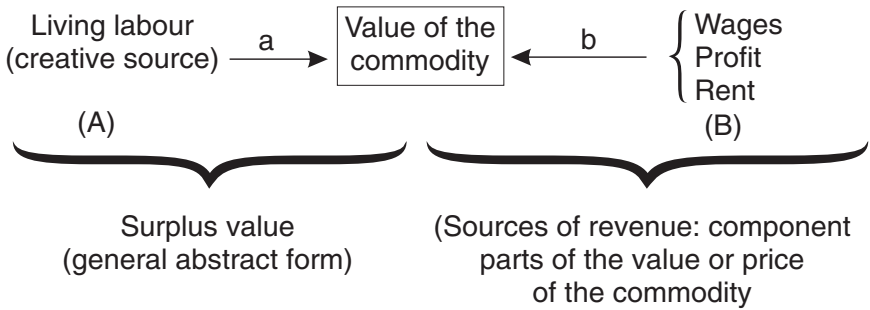 Living labour
(creative source)
a
Value of the
commodity
b
Wages
Profit
Rent
(A)
(B)
Surplus value
(general abstract form)
(Sources of revenue: component
parts of the value or price
of the commodity